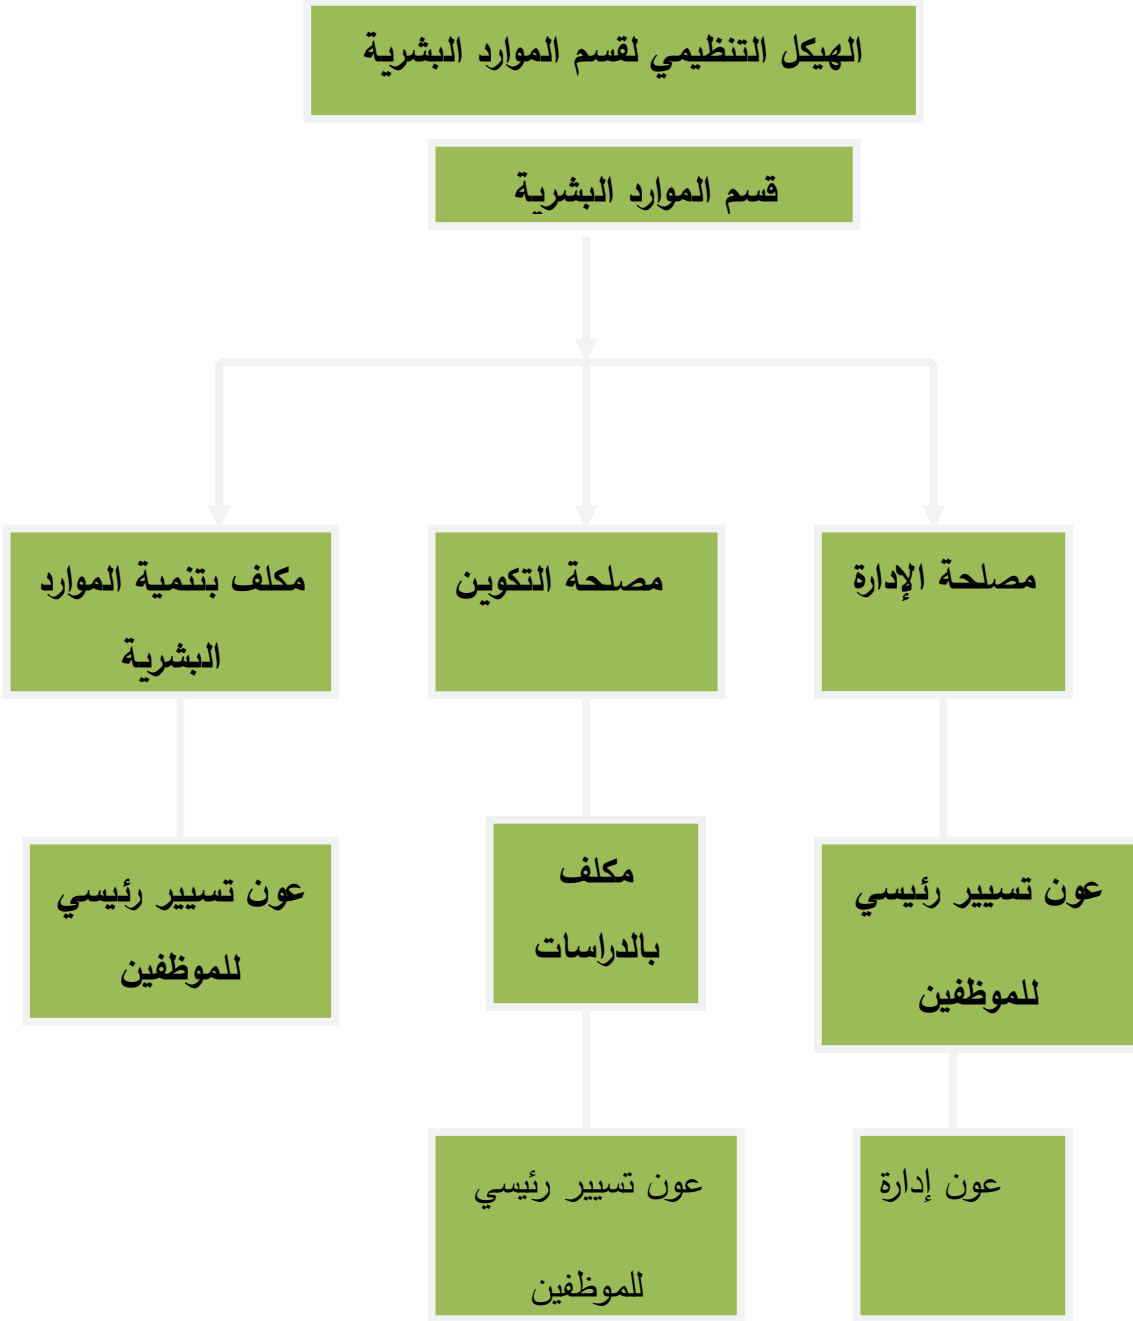 الهيكل التنظيمي لقسم الموارد البشرية
قسم الموارد البشرية
مصلحة الإدارة
مصلحة التكوين
مكلف بتنمية الموارد
البشرية
عون تسيير رئيسي
للموظفين
مكلف
بالدراسات
عون تسيير رئيسي
للموظفين
عون إدارة
عون تسيير رئيسي
للموظفين